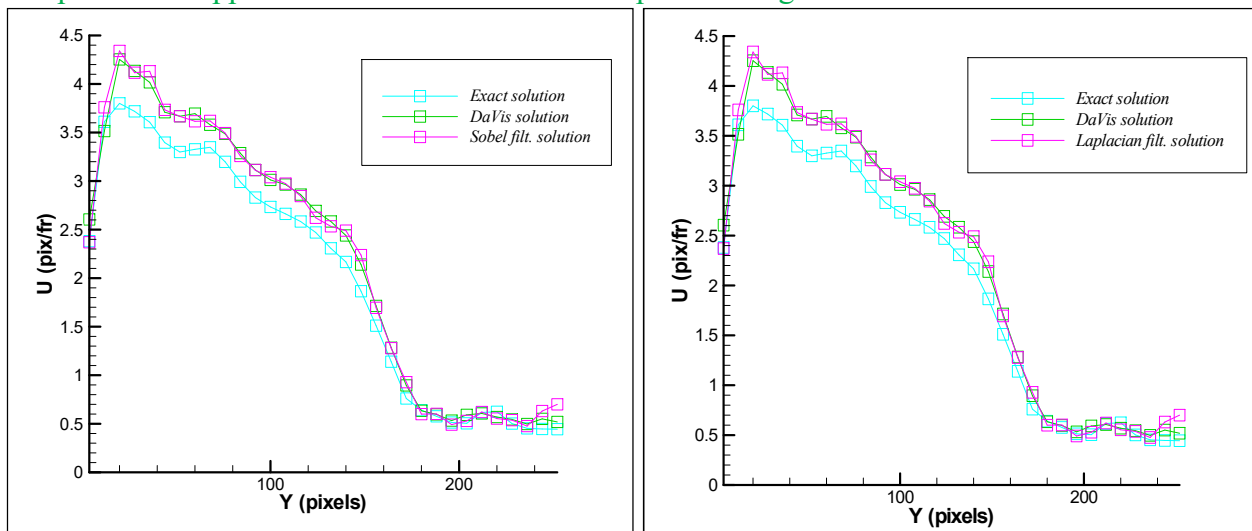 4.5
4
3.5
3
2.5
2
1.5
1
0.5
0
U (pix/fr)
100
200
Y (pixels)
Exact solution
DaVis solution
Sobel filt. solution
4.5
4
3.5
3
2.5
2
1.5
1
0.5
0
U (pix/fr)
100
200
Y (pixels)
Exact solution
DaVis solution
Laplacian filt. solution